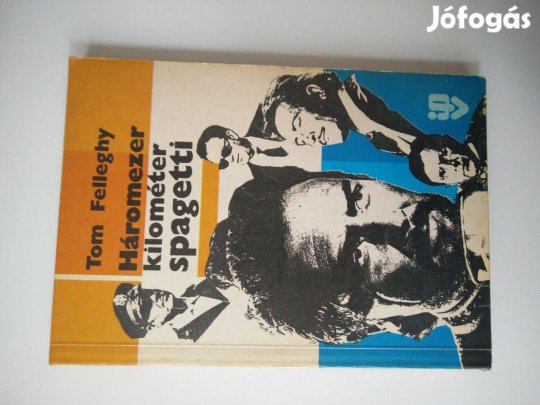 Jófogás
Tom Felleghy
Háromezer
kilométer
spagetti